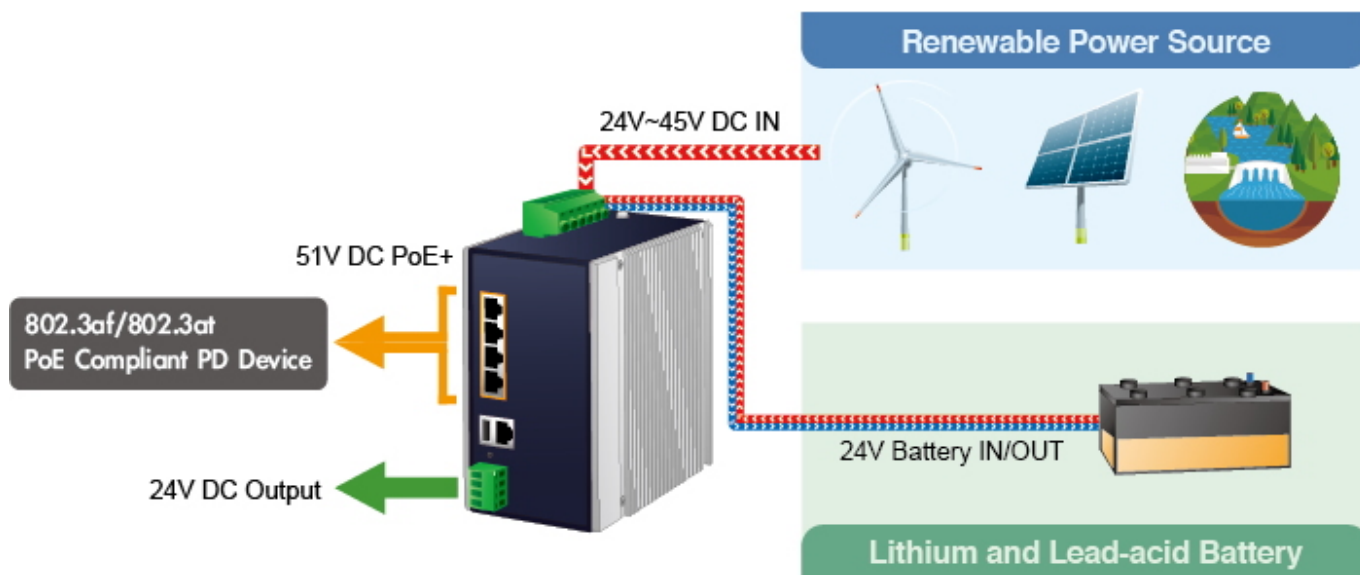 Renewable Power Source
24V~45V DC IN
51V DC PoE+
802.3af/802.3at
PoE Compliant PD Device
24V Battery IN/OUT
24V DC Output
Lithium and Lead-acid Battery